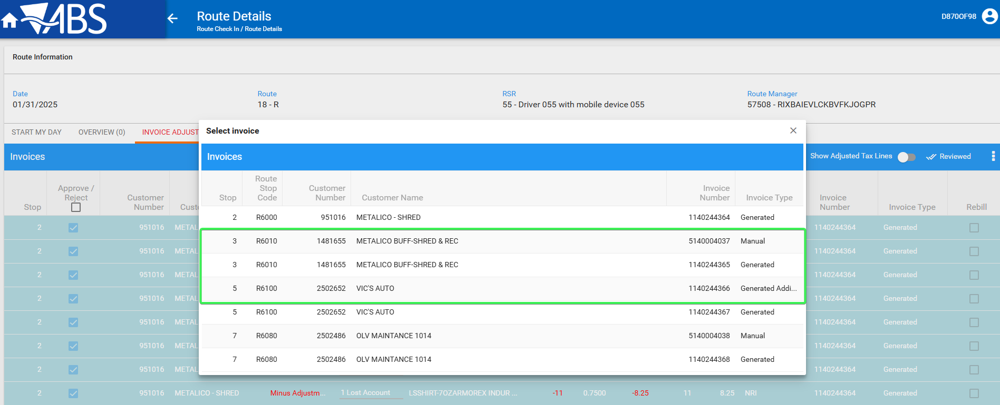 ABS
Route Details
Route Check In / Route Details
D870OF98
Route Information
Date
01/31/2025
Route
18 - R
RSR
55 - Driver 055 with mobile device 055
Route Manager
57508 - RIXBAIEVLCKBVFKJOGPR
START MY DAY
OVERVIEW (0)
INVOICE ADJUST
Invoices
Show Adjusted Tax Lines
Reviewed
Stop
Approve /
Reject
Customer
Number
Custo
Invoice
Number
Invoice Type
Rebill
2 951016 METAL 1140244364 Generated
2 951016 METAL 1140244364 Generated
2 951016 METAL 1140244364 Generated
2 951016 METAL 1140244364 Generated
2 951016 METAL 1140244364 Generated
2 951016 METAL 1140244364 Generated
2 951016 METAL 1140244364 Generated
2 951016 METALICO - SHRED Minus Adjustm... 1 Lost Account LSSHIRT-7OZARMOREX INDUR ... -11 0.7500 -8.25 11 8.25 NRI 1140244364 Generated
Select invoice
Invoices
Stop
Route
Stop
Code
Customer
Number
Customer Name
Invoice
Number
Invoice Type
2 R6000 951016 METALICO - SHRED 1140244364 Generated
3 R6010 1481655 METALICO BUFF-SHRED & REC 5140004037 Manual
3 R6010 1481655 METALICO BUFF-SHRED & REC 1140244365 Generated
5 R6100 2502652 VIC'S AUTO 1140244366 Generated Addi...
5 R6100 2502652 VIC'S AUTO 1140244367 Generated
7 R6080 2502486 OLV MAINTANCE 1014 5140004038 Manual
7 R6080 2502486 OLV MAINTANCE 1014 1140244368 Generated